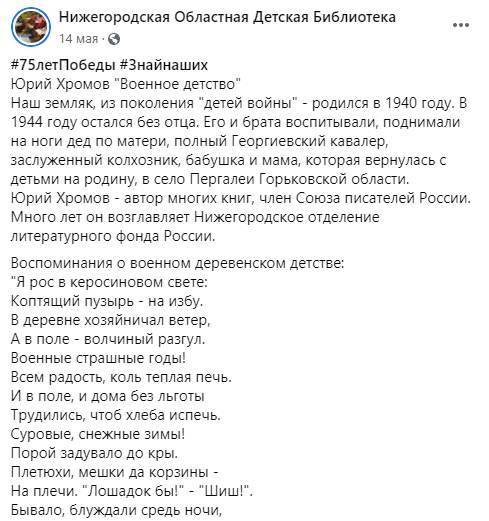 Нижегородская Областная Детская Библиотека
14 мая ·
#75летПобеды #Знайнаших
Юрий Хромов "Военное детство"
Наш земляк, из поколения "детей войны" - родился в 1940 году. В
1944 году остался без отца. Его и брата воспитывали, поднимали
на ноги дед по матери, полный Георгиевский кавалер,
заслуженный колхозник, бабушка и мама, которая вернулась с
детьми на родину, в село Пергалеи Горьковской области.
Юрий Хромов - автор многих книг, член Союза писателей России.
Много лет он возглавляет Нижегородское отделение
литературного фонда России.
Воспоминания о военном деревенском детстве:
"Я рос в керосиновом свете:
Коптящий пузырь - на избу.
В деревне хозяйничал ветер,
А в поле - волчиный разгул.
Военные страшные годы!
Всем радость, коль теплая печь.
И в поле, и дома без льготы
Трудились, чтоб хлеба испечь.
Суровые, снежные зимы!
Порой задувало до кры.
Плетюхи, мешки да корзины -
На плечи. "Лошадок бы!" - "Шиш!".
Бывало, блуждали средь ночи,